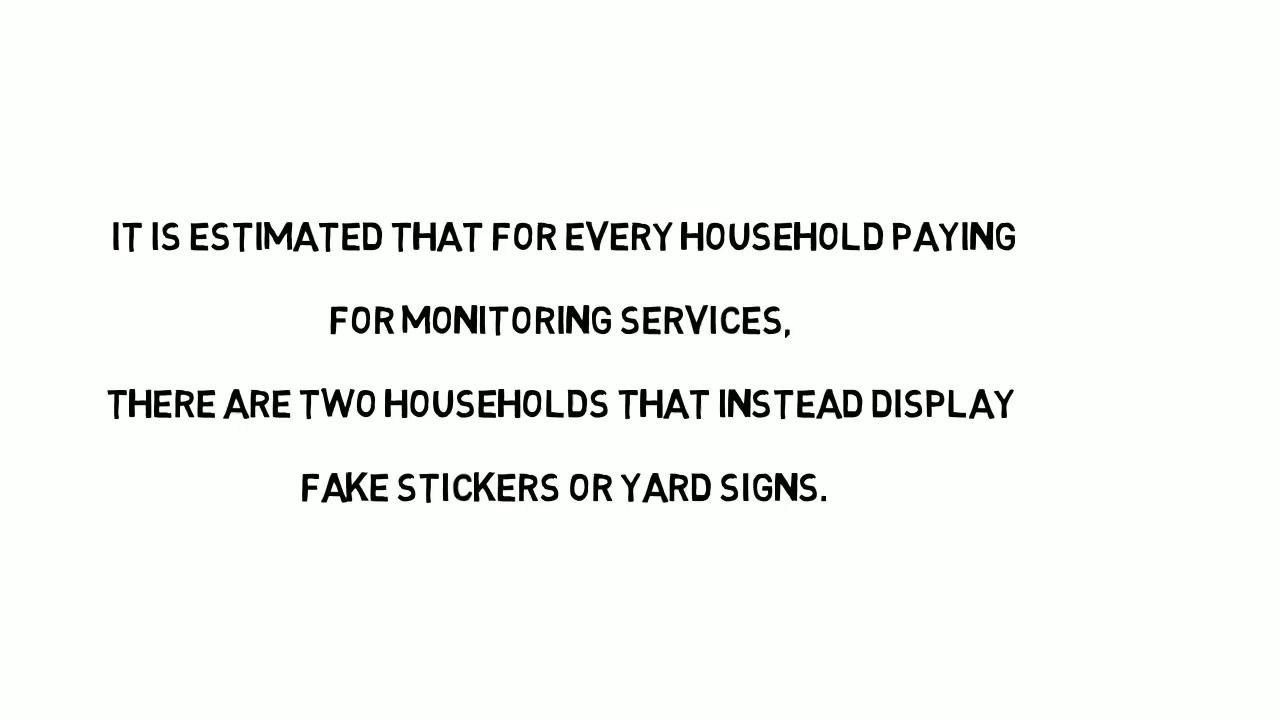 IT IS ESTIMATED THAT FOR EVERY HOUSEHOLD PAYING
FOR MONITORING SERVICES,
THERE ARE TWO HOUSEHOLDS THAT INSTEAD DISPLAY
FAKE STICKERS OR YARD SIGNS.